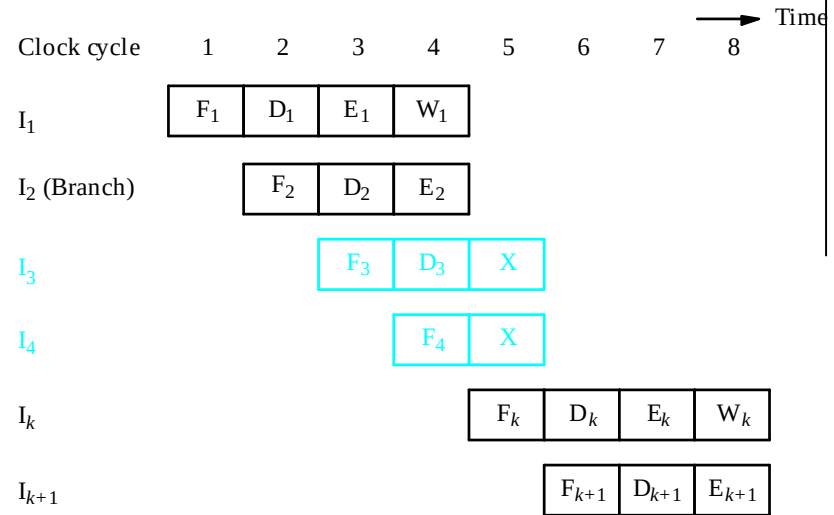 Time
Clock cycle 1 2 3 4 5 6 7 8
I1 F1 D1 E1 W1
I2 (Branch) F2 D2 E2
I3 F3 D3 X
I4 F4 X
Ik Fk Dk Ek Wk
Ik+1 Fk+1 Dk+1 Ek+1